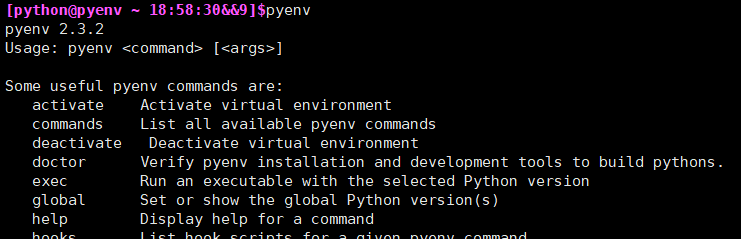 [python@pyenv ~ 18:58:30&&9]$pyenv
pyenv 2.3.2
Usage: pyenv <command> [<args>]

Some useful pyenv commands are:
   activate    Activate virtual environment
   commands    List all available pyenv commands
   deactivate   Deactivate virtual environment
   doctor      Verify pyenv installation and development tools to build pythons.
   exec        Run an executable with the selected Python version
   global      Set or show the global Python version(s)
   help        Display help for a command
   hooks       List hook scripts for a given pyenv command